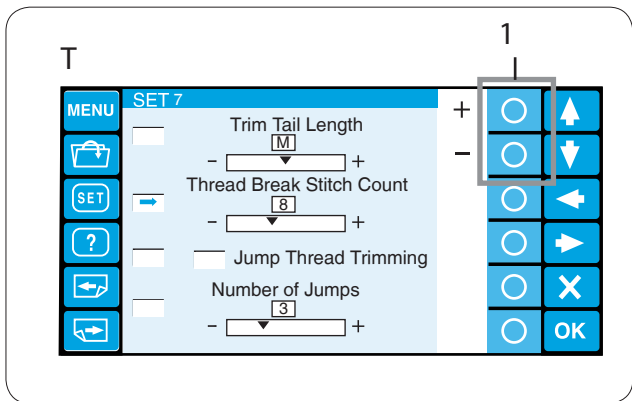 1
T
MENU
SET 7
+
Trim Tail Length
M
- +
-
Thread Break Stitch Count
SET
8
- +
?
Jump Thread Trimming
Number of Jumps
X
3
- +
OK